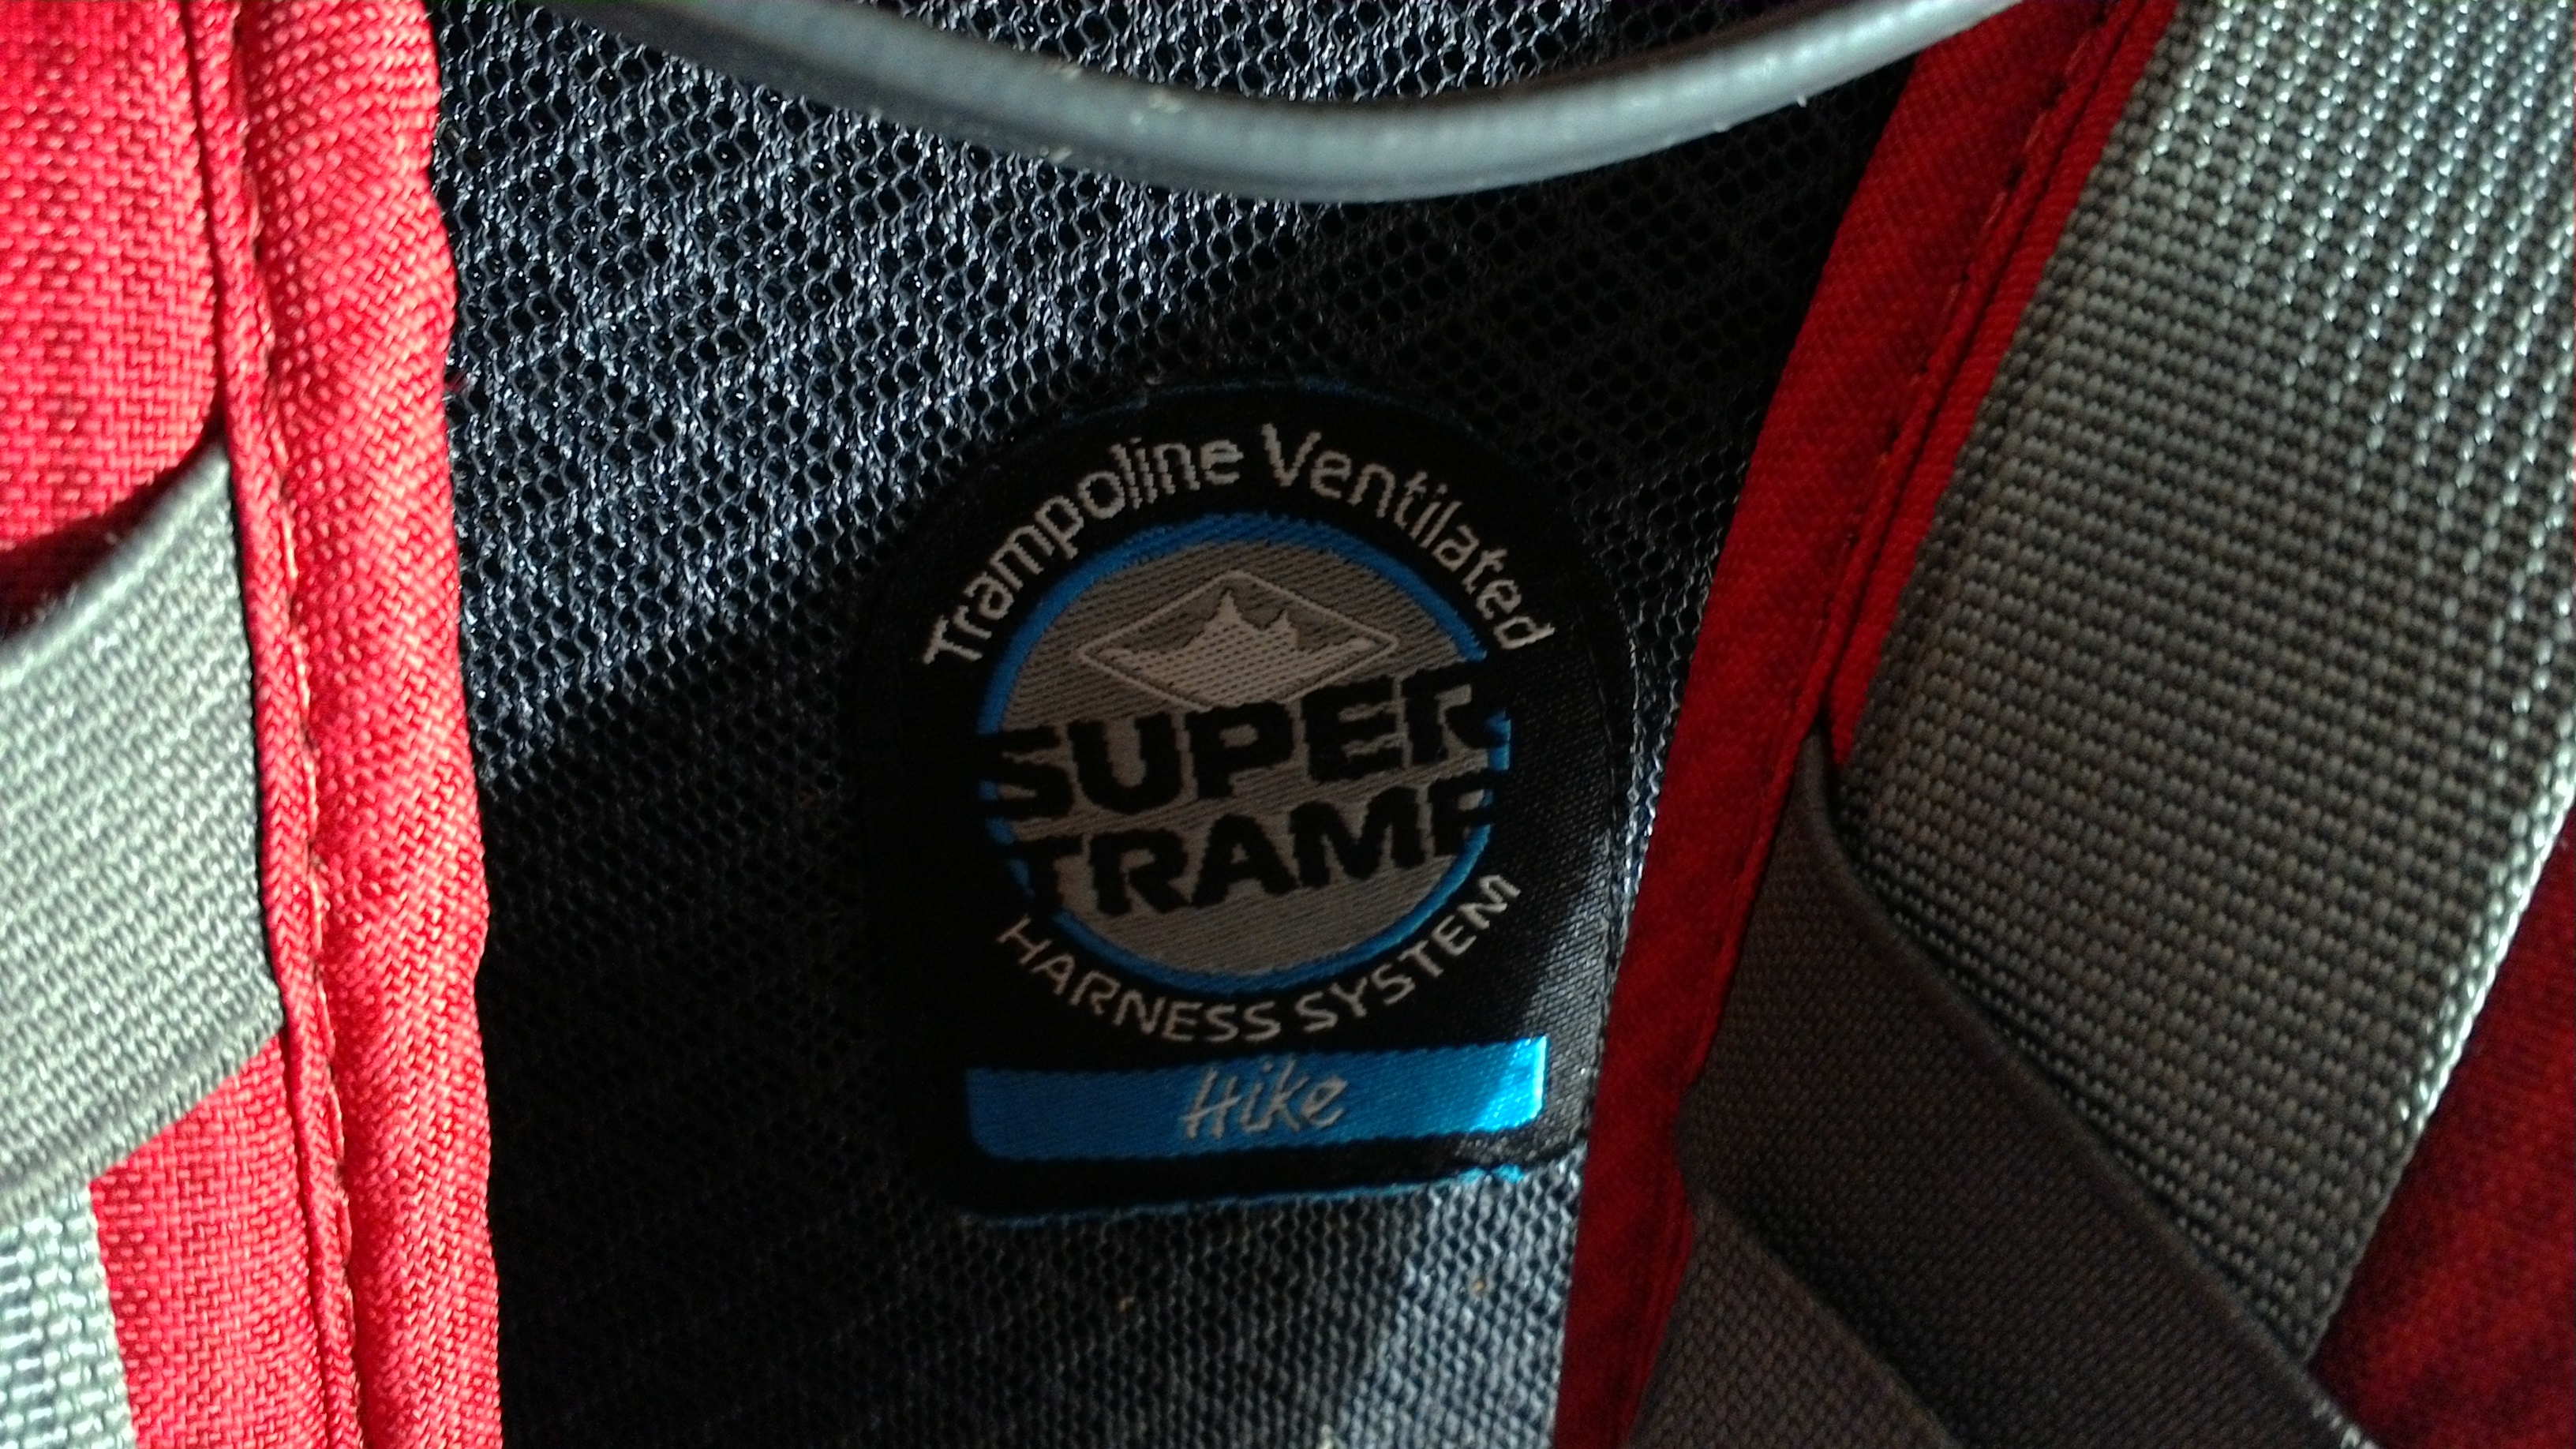 Trampoline Ventilated
SUPER
TRAMP
HARNESS SYSTEM
Hike